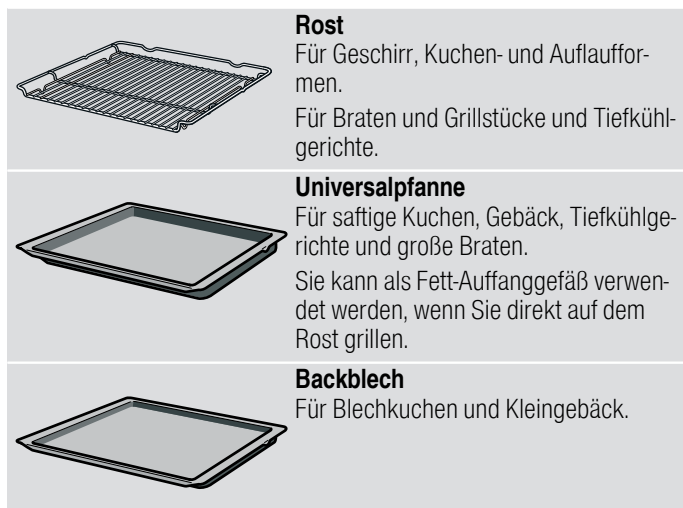 Rost
Für Geschirr, Kuchen- und Auflauffor-
men.
Für Braten und Grillstücke und Tiefkühl-
gerichte.
Universalpfanne
Für saftige Kuchen, Gebäck, Tiefkühlge-
richte und große Braten.
Sie kann als Fett-Auffanggefäß verwen-
det werden, wenn Sie direkt auf dem
Rost grillen.
Backblech
Für Blechkuchen und Kleingebäck.